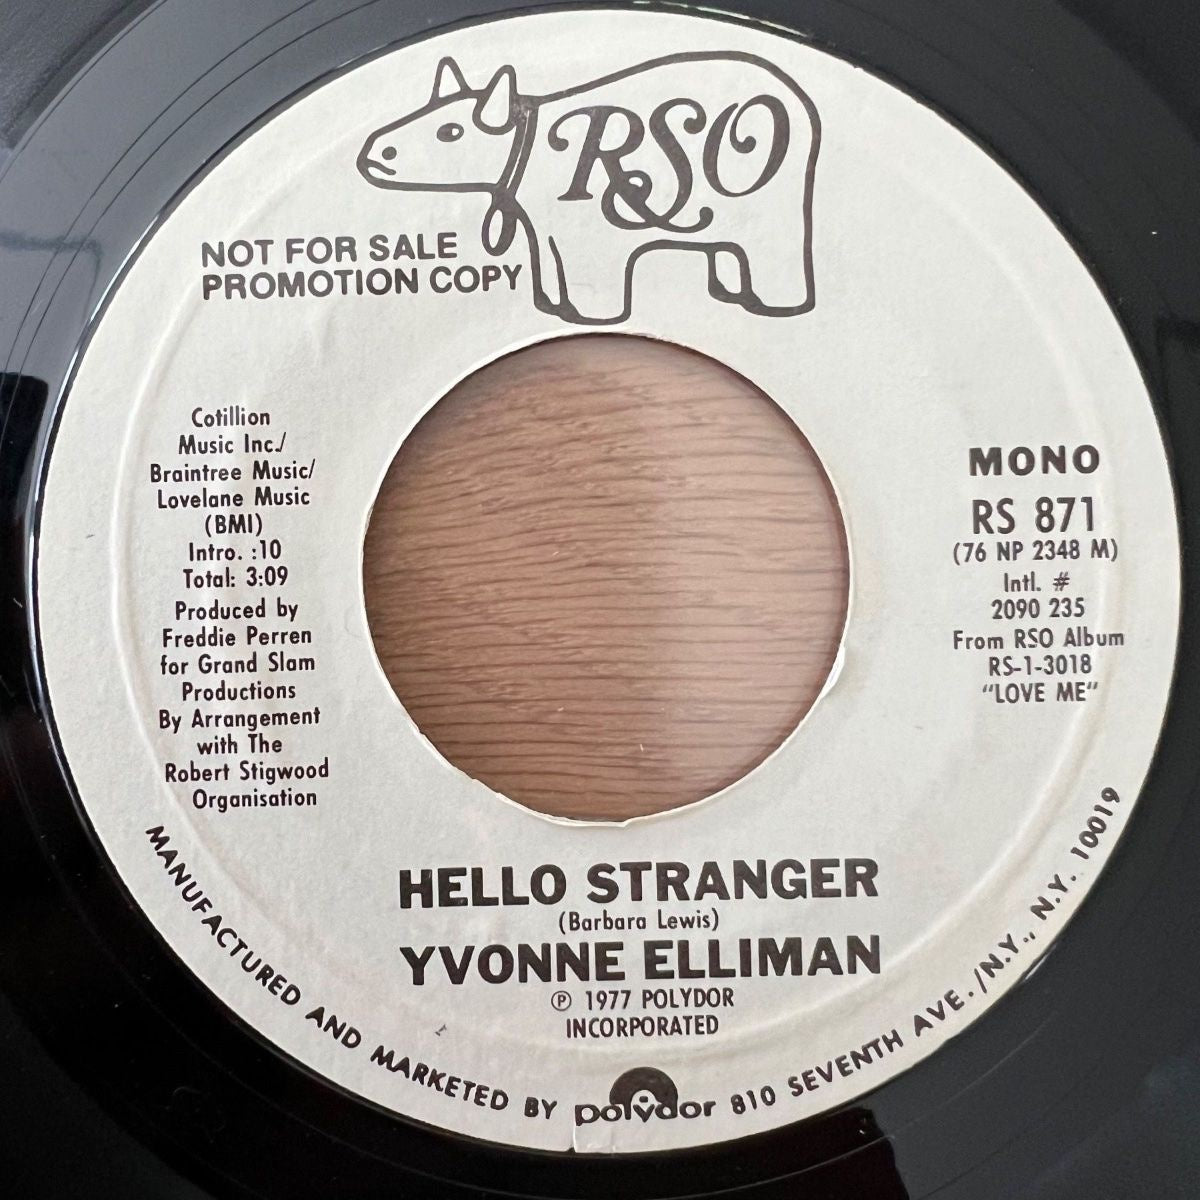 RSO
NOT FOR SALE
PROMOTION COPY
Cotillion
Music Inc./
Braintree Music/
Lovelane Music
(BMI)
Intro. :10
Total: 3:09
Produced by
Freddie Perren
for Grand Slam
Productions
By Arrangement
with The
Robert Stigwood
Organisation
MONO
RS 871
(76 NP 2348 M)
Intl. #
2090 235
From RSO Album
RS-1-3018
"LOVE ME"
HELLO STRANGER
(Barbara Lewis)
YVONNE ELLIMAN
℗ 1977 POLYDOR
INCORPORATED
MANUFACTURED AND MARKETED BY polydor 810 SEVENTH AVE./N.Y., N.Y. 10019